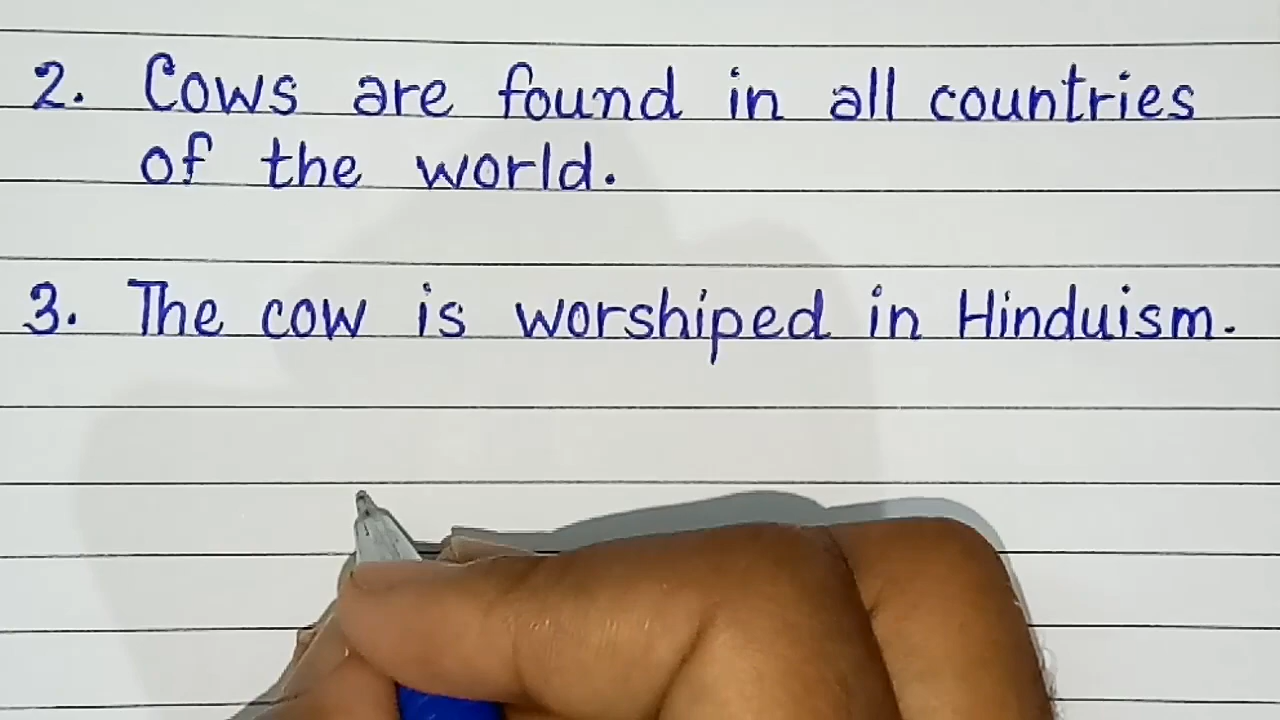 2. Cows are found in all countries
of the world.
3. The cow is worshiped in Hinduism.